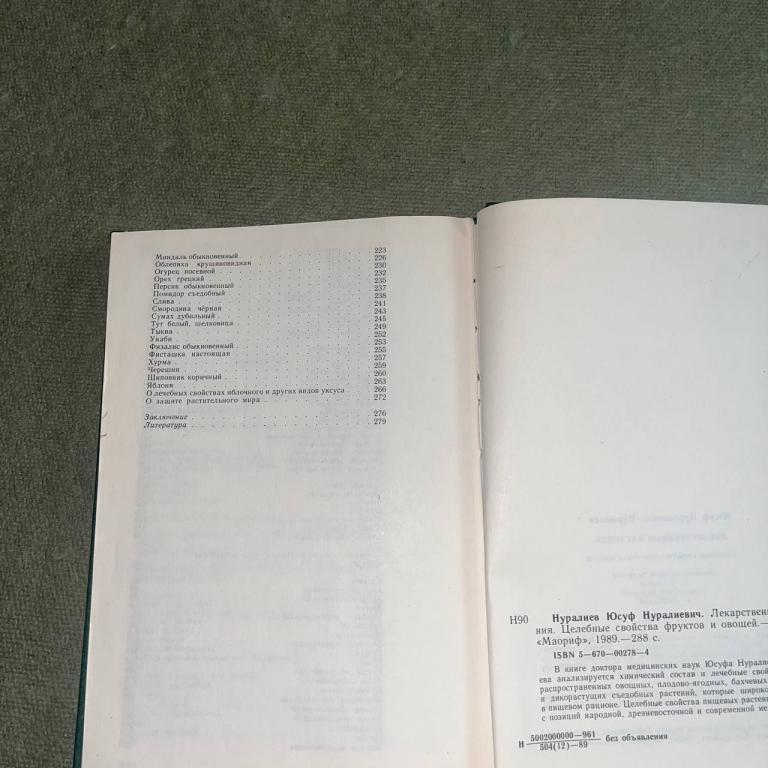 Миндаль обыкновенный . . . 223
Облепиха крушиновидная . . . 226
Огурец посевной . . . 230
Орех грецкий . . . 232
Персик обыкновенный . . . 235
Помидор съедобный . . . 237
Слива . . . 238
Смородина чёрная . . . 241
Сумах дубильный . . . 243
Тут белый, шелковица . . . 245
Тыква . . . 249
Унаби . . . 252
Физалис обыкновенный . . . 253
Фисташка настоящая . . . 255
Хурма . . . 257
Черешня . . . 259
Шиповник коричный . . . 260
Яблоня . . . 263
О лечебных свойствах яблочного и других видов уксуса . 266
О защите растительного мира . . . 272
Заключение . . . 276
Литература . . . 279
Н90 Нуралиев Юсуф Нуралиевич. Лекарствен
ния. Целебные свойства фруктов и овощей.—
«Маориф», 1989.—288 с.
ISBN 5—670—00278—4
В книге доктора медицинских наук Юсуфа Нурали
ева анализируется химический состав и лечебные свой
распространенных овощных, плодово-ягодных, бахчевых
и дикорастущих съедобных растений, которые широко
в пищевом рационе. Целебные свойства пищевых растен
с позиций народной, древневосточной и современной ме
Н 5002000000—961 без объявления
504(12)—89